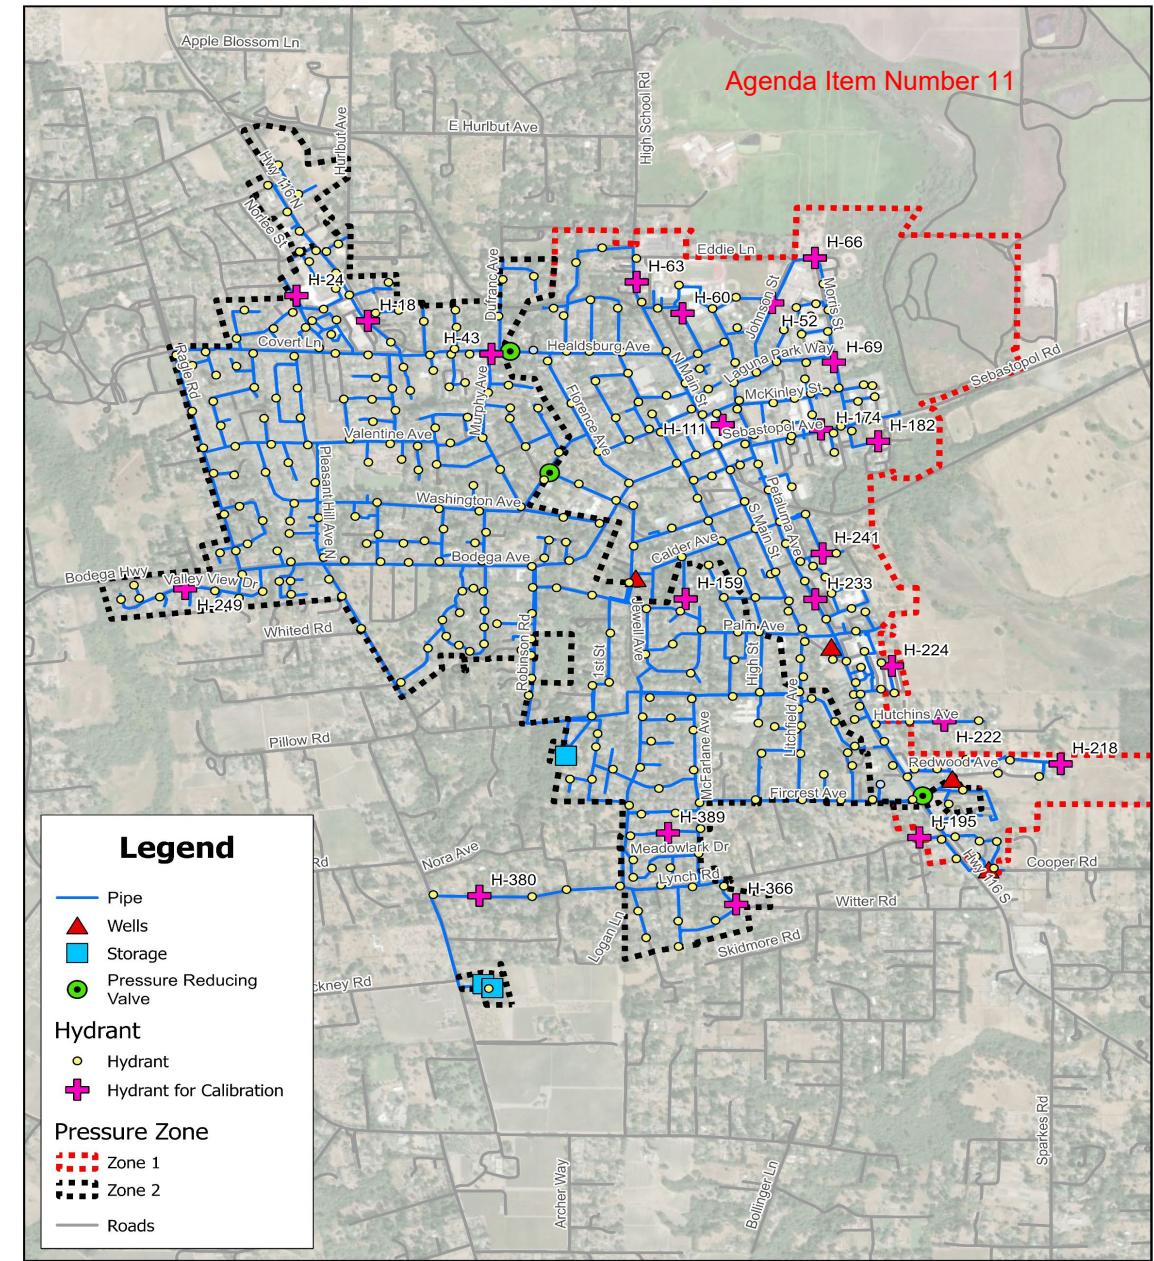 Apple Blossom Ln
Agenda Item Number 11
High School Rd
E Hurlbut Ave
Hurlbut Ave
Hwy 116 N
Norlee St
H-66
Eddie Ln
Dufranc Ave
H-63
H-24
H-60
Johnson St
Morris St
H-18
H-52
H-43
Covert Ln
Healdsburg Ave
H-69
Laguna Park Way
Sebastopol Rd
Ragle Rd
N Main St
McKinley St
Murphy Ave
Florence Ave
H-174
H-111
Sebastopol Ave
H-182
Valentine Ave
Pleasant Hill Ave N
Washington Ave
Petaluma Ave
S Main St
H-241
Calder Ave
Bodega Ave
Bodega Hwy
Valley View Dr
H-159
H-233
H-249
Jewell Ave
Whited Rd
Palm Ave
Robinson Rd
1st St
High St
H-224
Litchfield Ave
Hutchins Ave
McFarlane Ave
H-222
Pillow Rd
H-218
Redwood Ave
Fircrest Ave
H-195
H-389
Meadowlark Dr
Nora Ave
Hwy 116 S
Cooper Rd
Rd
Lynch Rd
H-380
H-366
Witter Rd
Logan Ln
Skidmore Rd
ckney Rd
Sparkes Rd
Archer Way
Bollinger Ln
Legend
Pipe
Wells
Storage
Pressure Reducing
Valve
Hydrant
Hydrant
Hydrant for Calibration
Pressure Zone
Zone 1
Zone 2
Roads